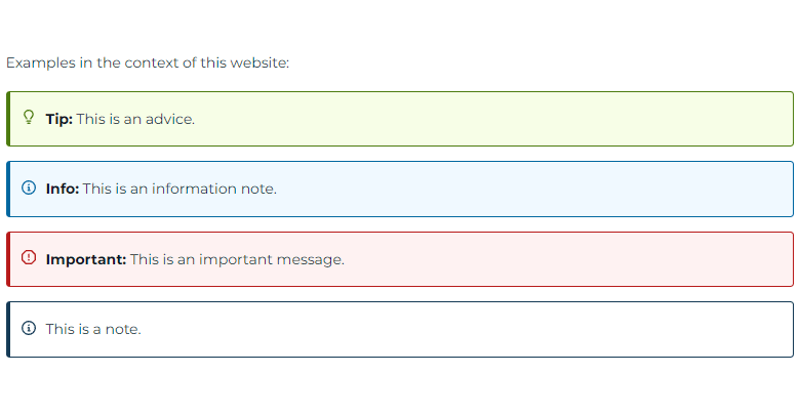 Examples in the context of this website:
Tip: This is an advice.
Info: This is an information note.
Important: This is an important message.
This is a note.